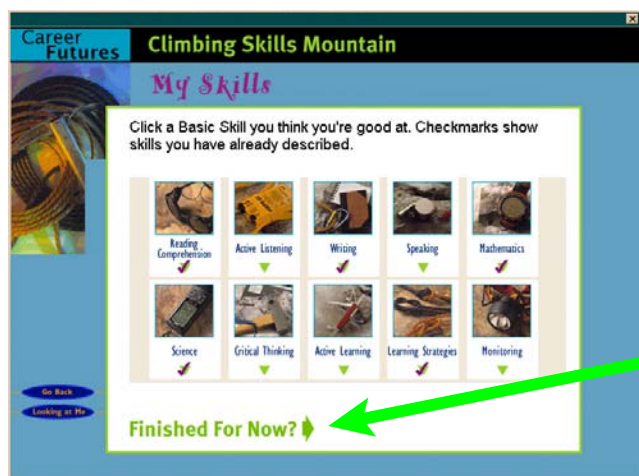 Career
Futures
Climbing Skills Mountain
My Skills
Click a Basic Skill you think you're good at. Checkmarks show
skills you have already described.
Reading
Comprehension
Active Listening
Writing
Speaking
Mathematics
Science
Critical Thinking
Active Learning
Learning Strategies
Monitoring
Go Back
Looking at Me
Finished For Now?